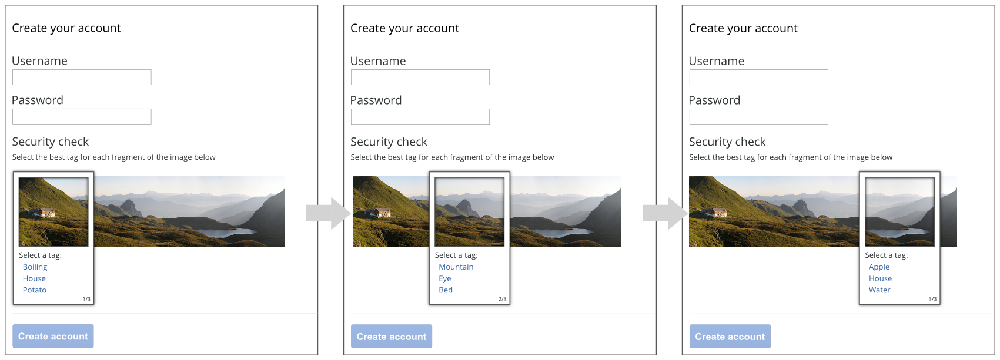 Create your account
Username
Password
Security check
Select the best tag for each fragment of the image below
Select a tag:
Boiling
House
Potato
1/3
Create account
Create your account
Username
Password
Security check
Select the best tag for each fragment of the image below
Select a tag:
Mountain
Eye
Bed
2/3
Create account
Create your account
Username
Password
Security check
Select the best tag for each fragment of the image below
Select a tag:
Apple
House
Water
3/3
Create account